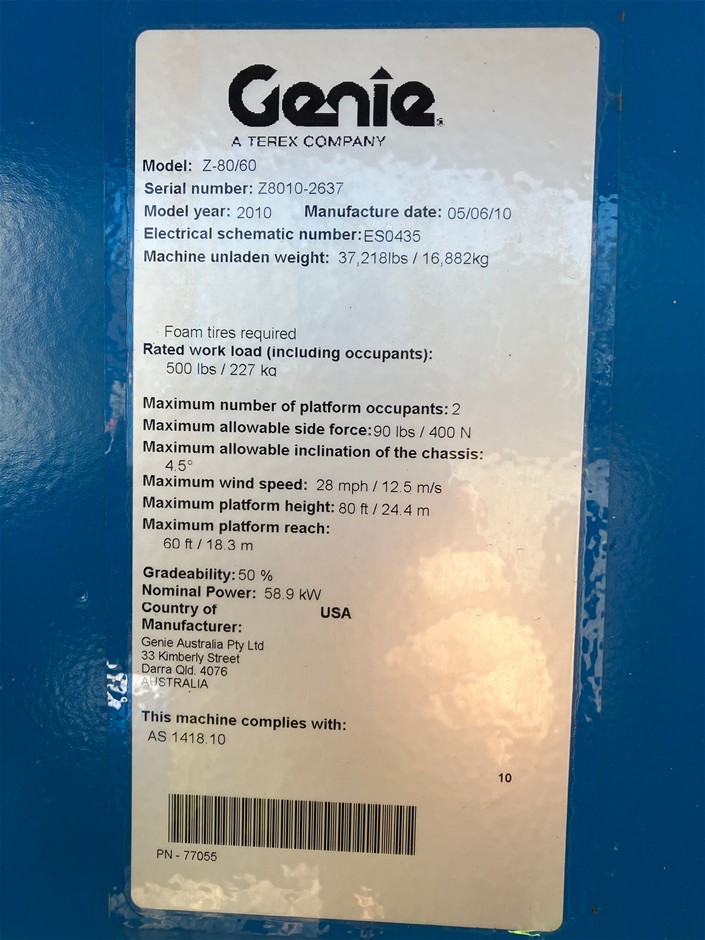 Genie®
A TEREX COMPANY
Model: Z-80/60
Serial number: Z8010-2637
Model year: 2010 Manufacture date: 05/06/10
Electrical schematic number: ES0435
Machine unladen weight: 37,218lbs / 16,882kg
Foam tires required
Rated work load (including occupants):
500 lbs / 227 kg
Maximum number of platform occupants: 2
Maximum allowable side force: 90 lbs / 400 N
Maximum allowable inclination of the chassis:
4.5°
Maximum wind speed: 28 mph / 12.5 m/s
Maximum platform height: 80 ft / 24.4 m
Maximum platform reach:
60 ft / 18.3 m
Gradeability: 50 %
Nominal Power: 58.9 kW
Country of USA
Manufacturer:
Genie Australia Pty Ltd
33 Kimberly Street
Darra Qld. 4076
AUSTRALIA
This machine complies with:
AS 1418.10
10
PN - 77055